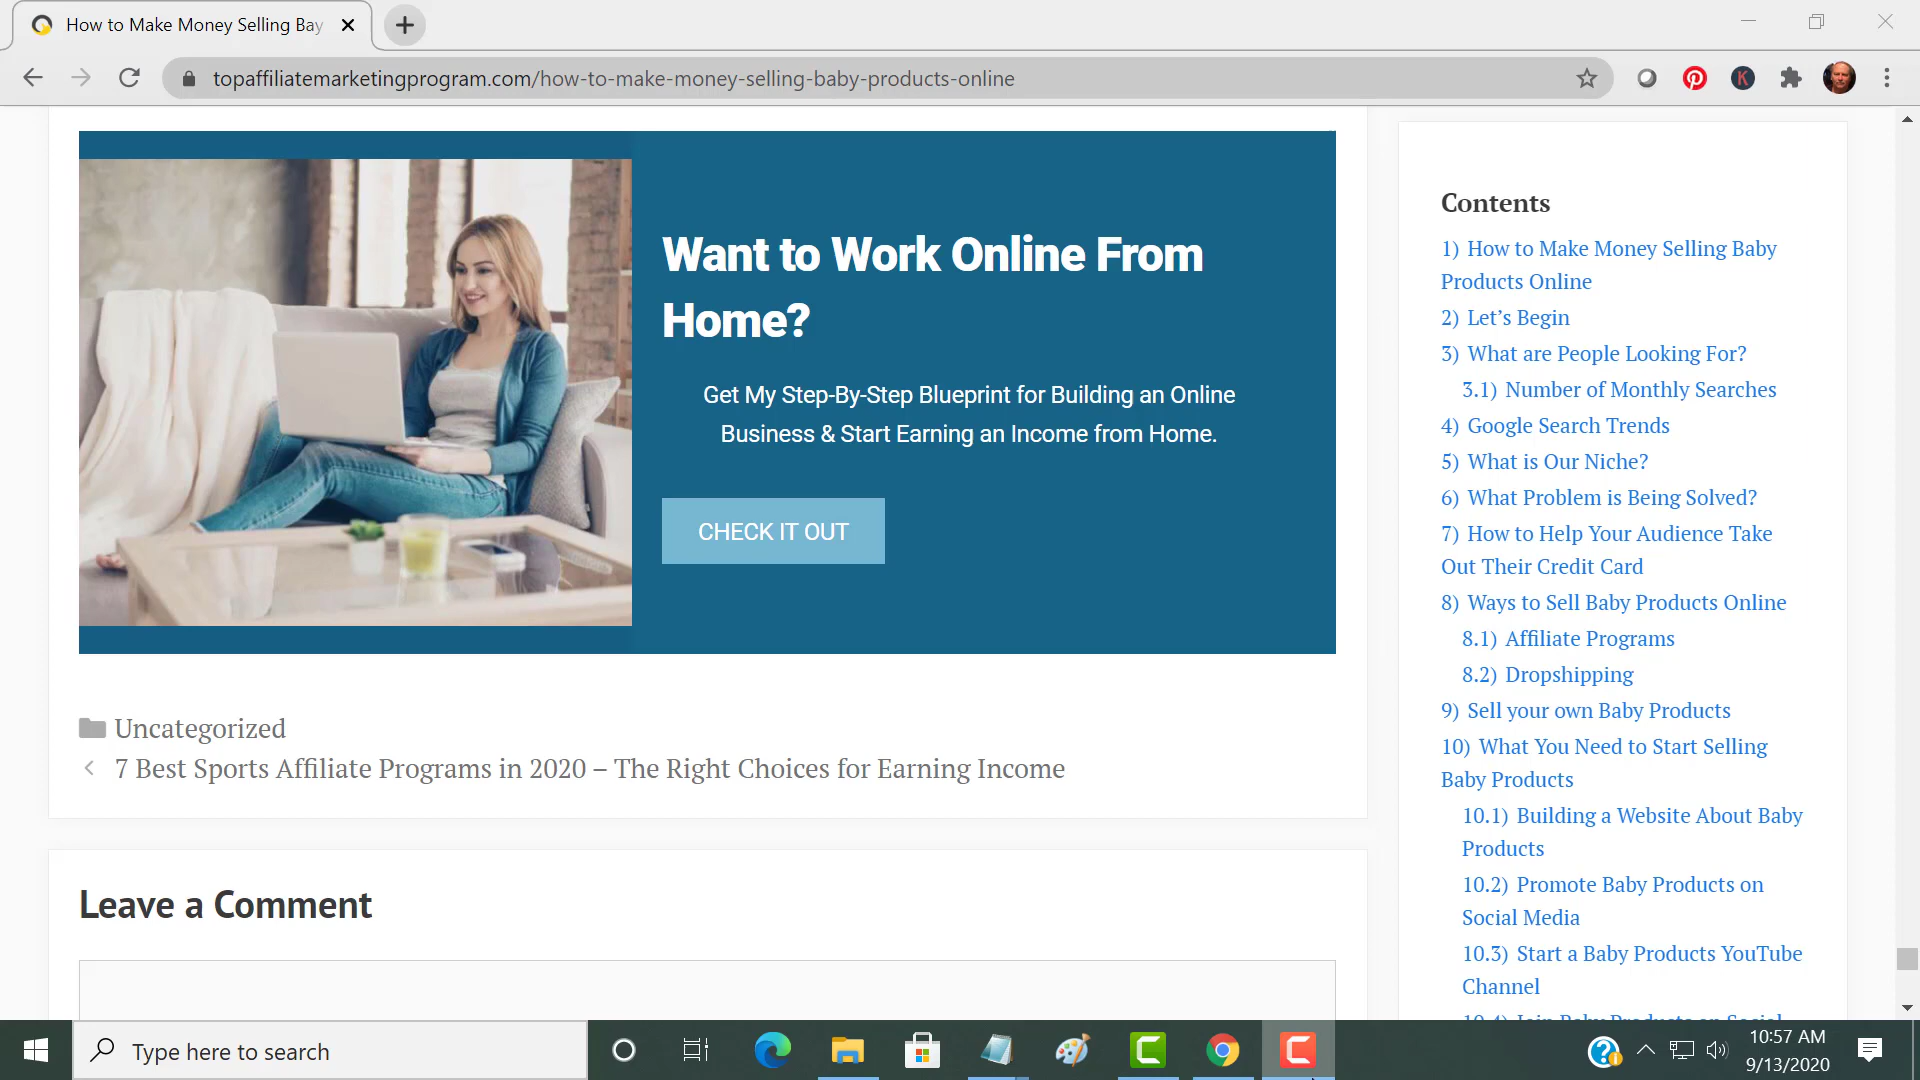 How to Make Money Selling Bay
topaffiliatemarketingprogram.com/how-to-make-money-selling-baby-products-online
K
Want to Work Online From
Home?
Get My Step-By-Step Blueprint for Building an Online
Business & Start Earning an Income from Home.
CHECK IT OUT
Uncategorized
7 Best Sports Affiliate Programs in 2020 – The Right Choices for Earning Income
Leave a Comment
Contents
1) How to Make Money Selling Baby
Products Online
2) Let's Begin
3) What are People Looking For?
3.1) Number of Monthly Searches
4) Google Search Trends
5) What is Our Niche?
6) What Problem is Being Solved?
7) How to Help Your Audience Take
Out Their Credit Card
8) Ways to Sell Baby Products Online
8.1) Affiliate Programs
8.2) Dropshipping
9) Sell your own Baby Products
10) What You Need to Start Selling
Baby Products
10.1) Building a Website About Baby
Products
10.2) Promote Baby Products on
Social Media
10.3) Start a Baby Products YouTube
Channel
10.4) Join Baby Products on Social
Type here to search
10:57 AM
9/13/2020